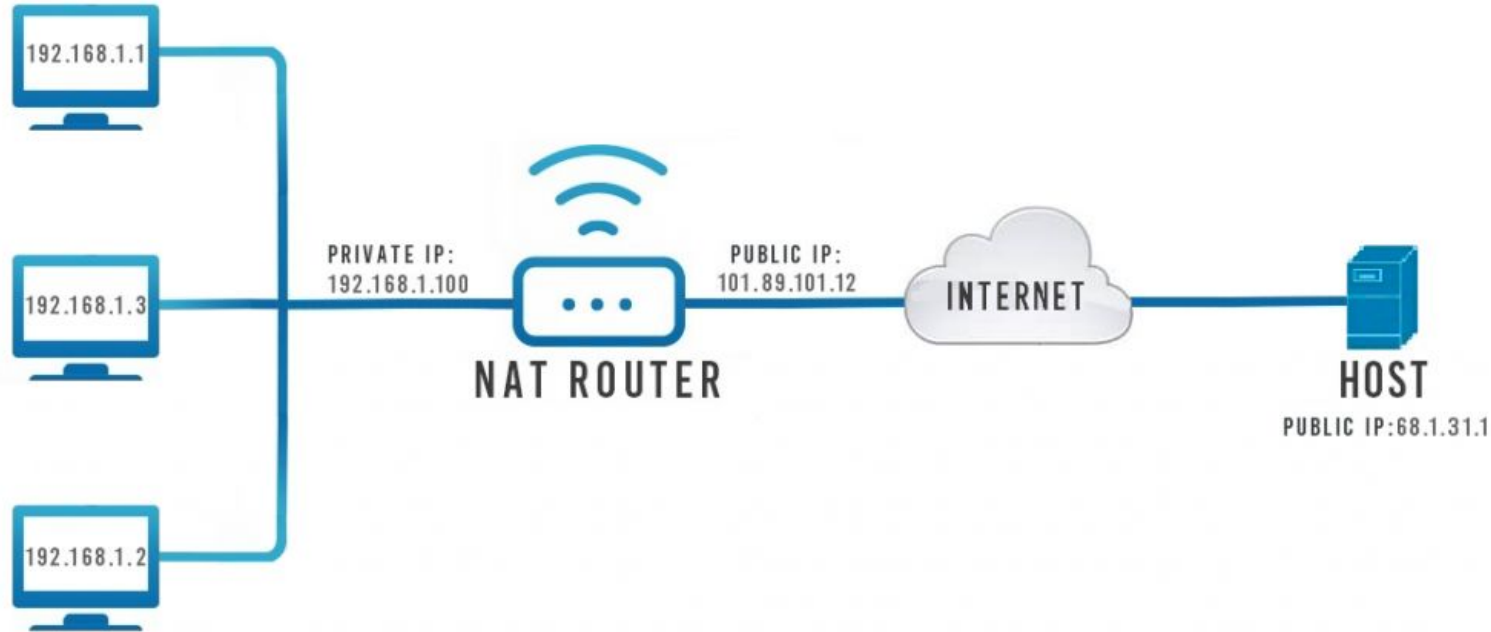 192.168.1.1
192.168.1.3
192.168.1.2
PRIVATE IP:
192.168.1.100
NAT ROUTER
PUBLIC IP:
101.89.101.12
INTERNET
HOST
PUBLIC IP:68.1.31.1